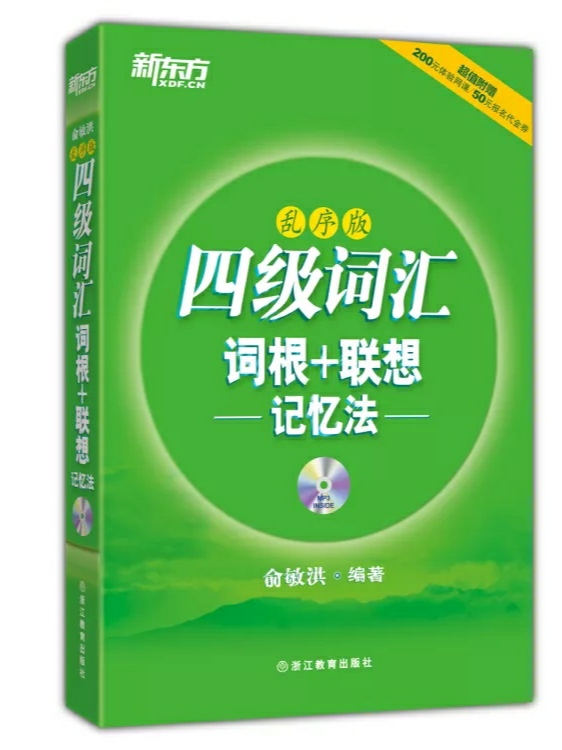 新东方
XDF.CN
超值附赠
200元体验网课/50元报名代金券
乱序版
四级词汇
词根+联想
记忆法
MP3
INSIDE
俞敏洪·编著
浙江教育出版社
俞敏洪
乱序版
四级词汇
词根+联想
记忆法
浙江教育出版社